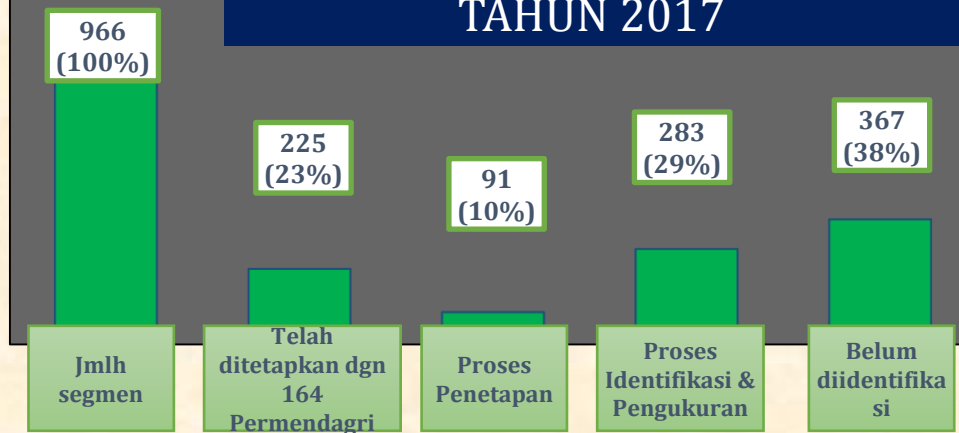 TAHUN 2017
966
(100%)
225
(23%)
91
(10%)
283
(29%)
367
(38%)
Jmlh
segmen
Telah
ditetapkan dgn
164
Permendagri
Proses
Penetapan
Proses
Identifikasi &
Pengukuran
Belum
diidentifika
si